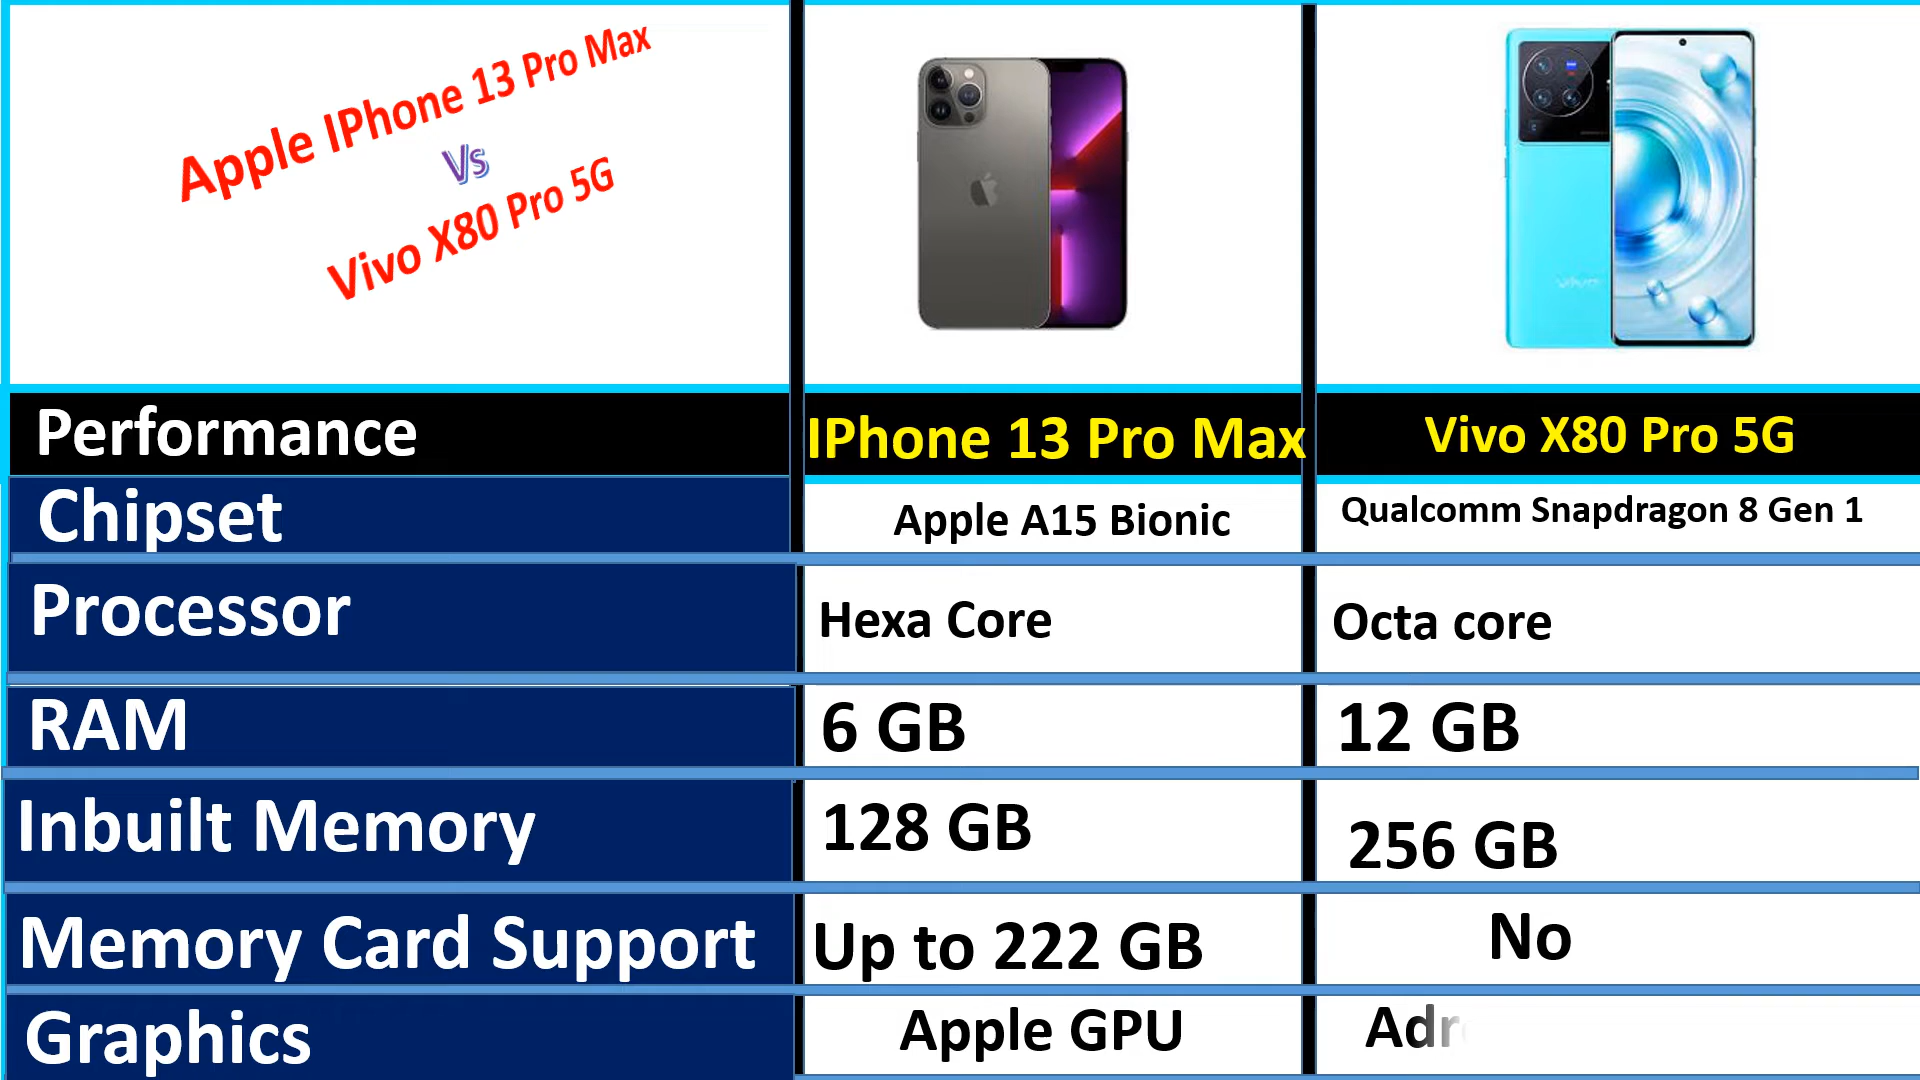 Apple IPhone 13 Pro Max
Vs
Vivo X80 Pro 5G
vivo
Performance
IPhone 13 Pro Max
Vivo X80 Pro 5G
Chipset
Apple A15 Bionic
Qualcomm Snapdragon 8 Gen 1
Processor
Hexa Core
Octa core
RAM
6 GB
12 GB
Inbuilt Memory
128 GB
256 GB
Memory Card Support
Up to 222 GB
No
Graphics
Apple GPU
Adr